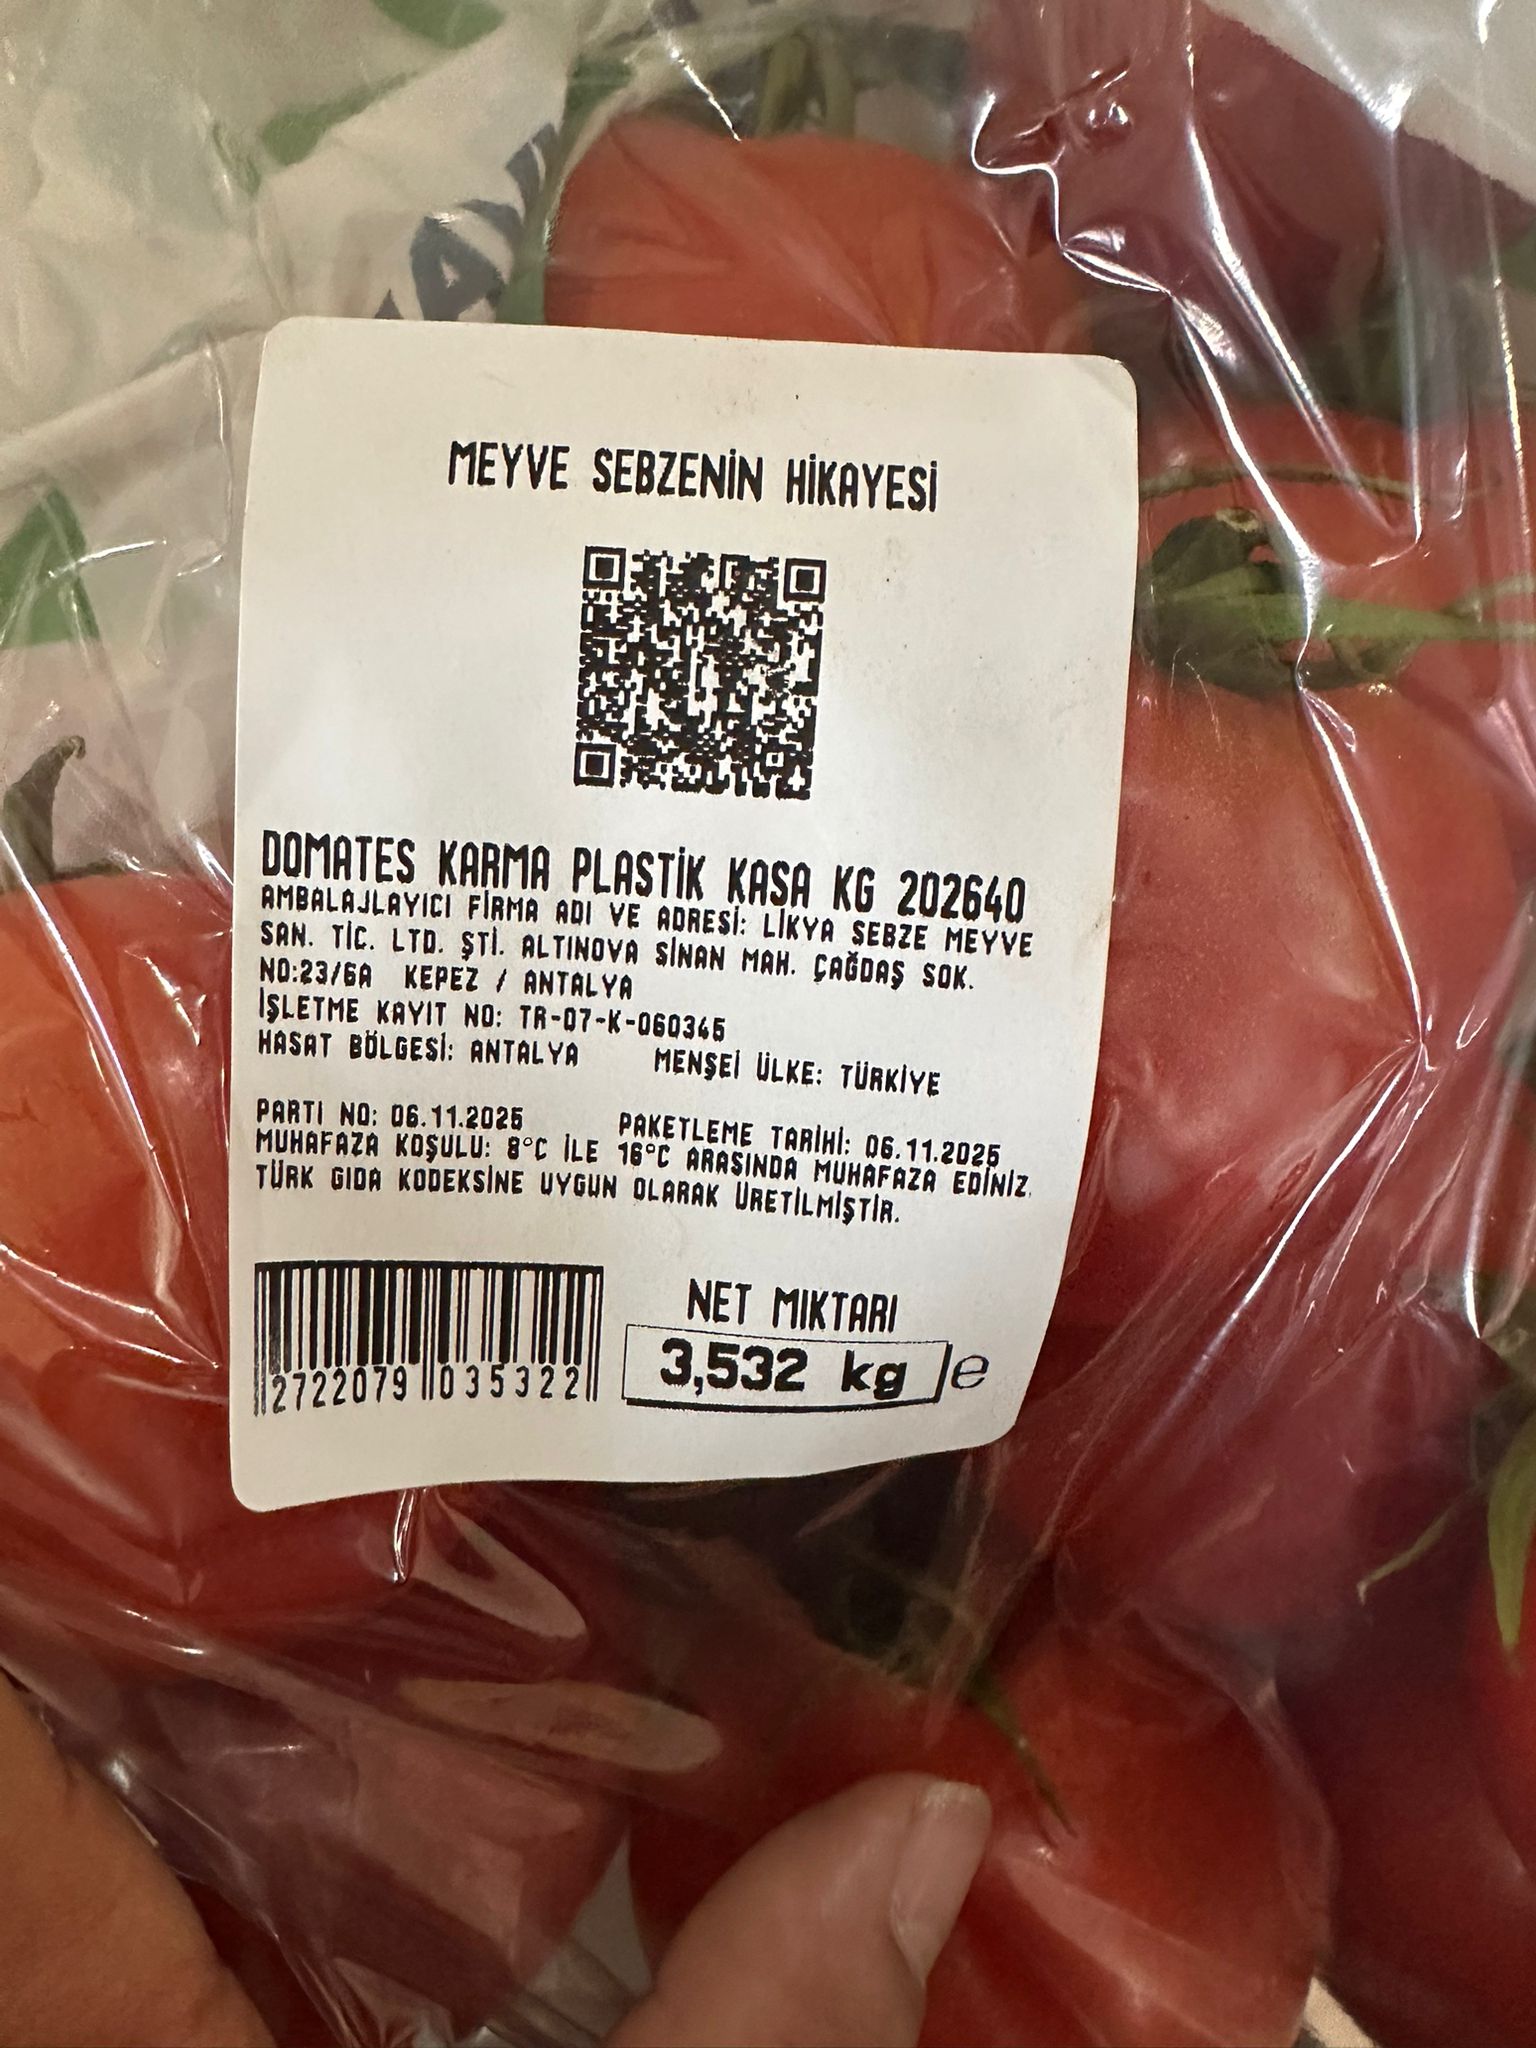 MEYVE SEBZENİN HİKAYESİ
DOMATES KARMA PLASTİK KASA KG 202640
AMBALAJLAYICI FİRMA ADI VE ADRESİ: LİKYA SEBZE MEYVE
SAN. TİC. LTD. ŞTİ. ALTINOVA SİNAN MAH. ÇAĞDAŞ SOK.
NO:23/6A KEPEZ / ANTALYA
İŞLETME KAYIT NO: TR-07-K-060345
HASAT BÖLGESİ: ANTALYA MENŞEİ ÜLKE: TÜRKİYE
PARTI NO: 06.11.2025 PAKETLEME TARİHİ: 06.11.2025
MUHAFAZA KOŞULU: 8°C İLE 16°C ARASINDA MUHAFAZA EDİNİZ.
TÜRK GIDA KODEKSİNE UYGUN OLARAK ÜRETİLMİŞTİR.
NET MIKTARI
3,532 kg e
2722079 035322